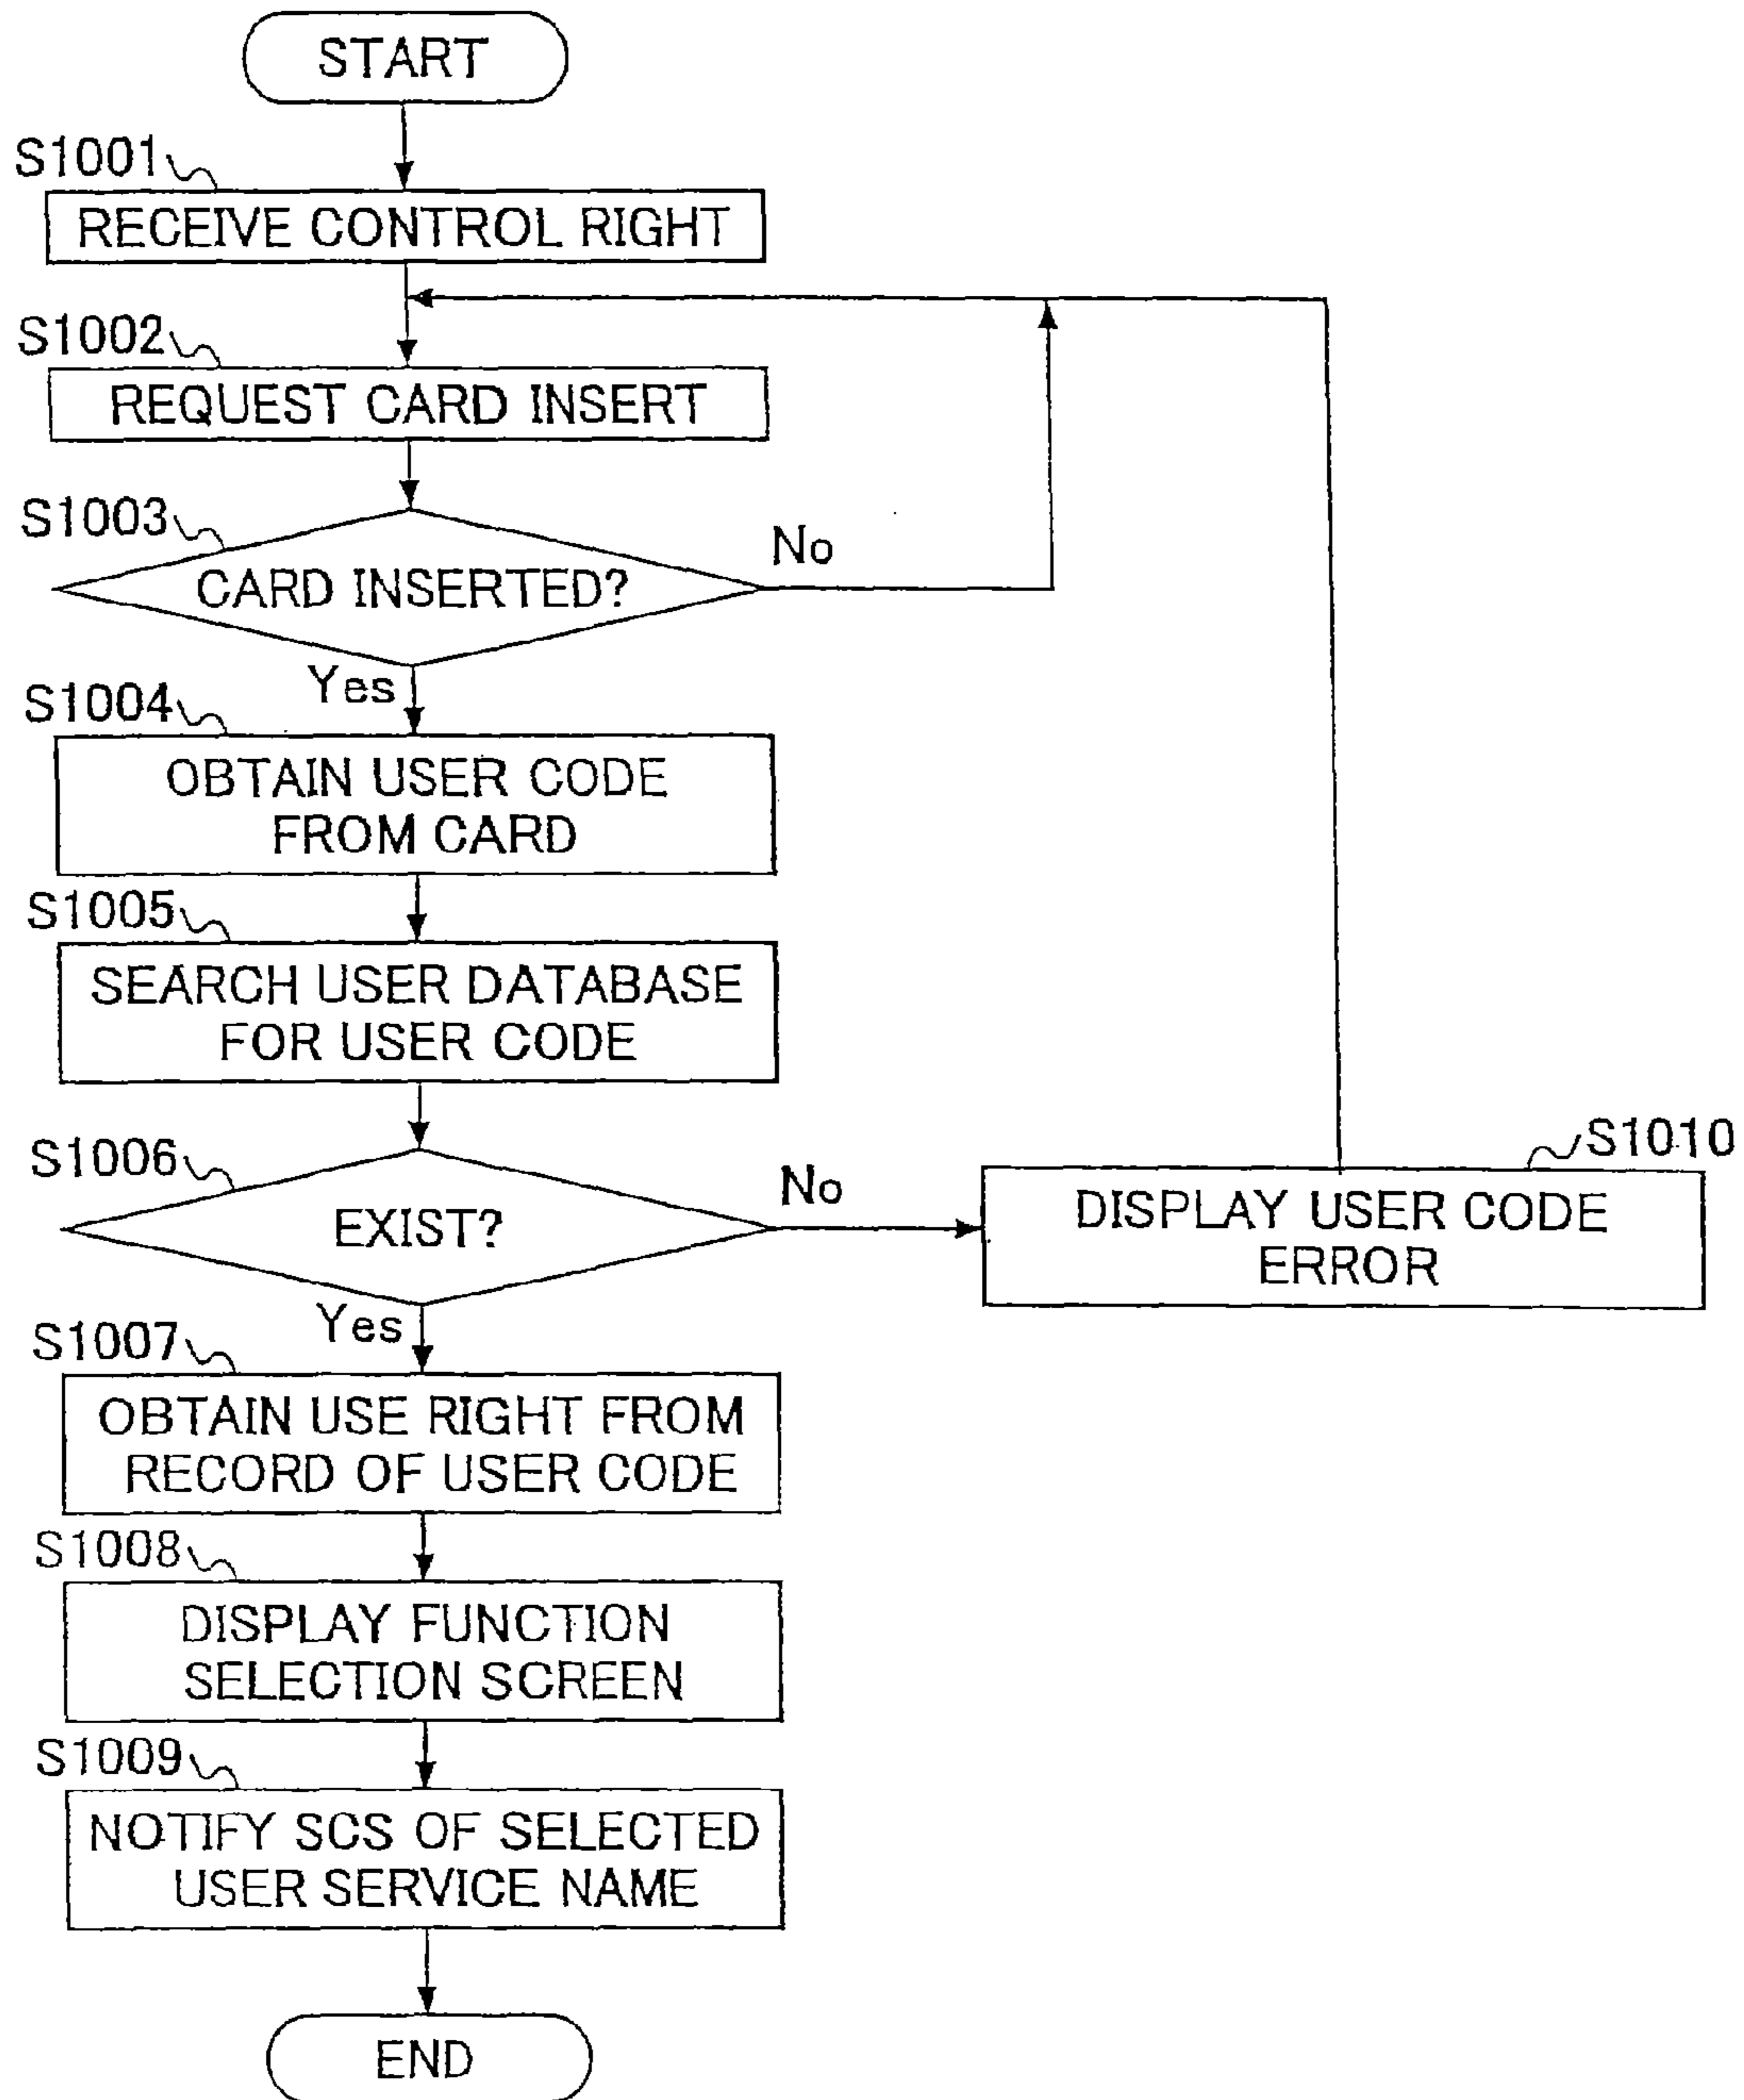 START
S1001
RECEIVE CONTROL RIGHT
S1002
REQUEST CARD INSERT
S1003
CARD INSERTED?
No
Yes
S1004
OBTAIN USER CODE
FROM CARD
S1005
SEARCH USER DATABASE
FOR USER CODE
S1006
EXIST?
No
S1010
DISPLAY USER CODE
ERROR
Yes
S1007
OBTAIN USE RIGHT FROM
RECORD OF USER CODE
S1008
DISPLAY FUNCTION
SELECTION SCREEN
S1009
NOTIFY SCS OF SELECTED
USER SERVICE NAME
END